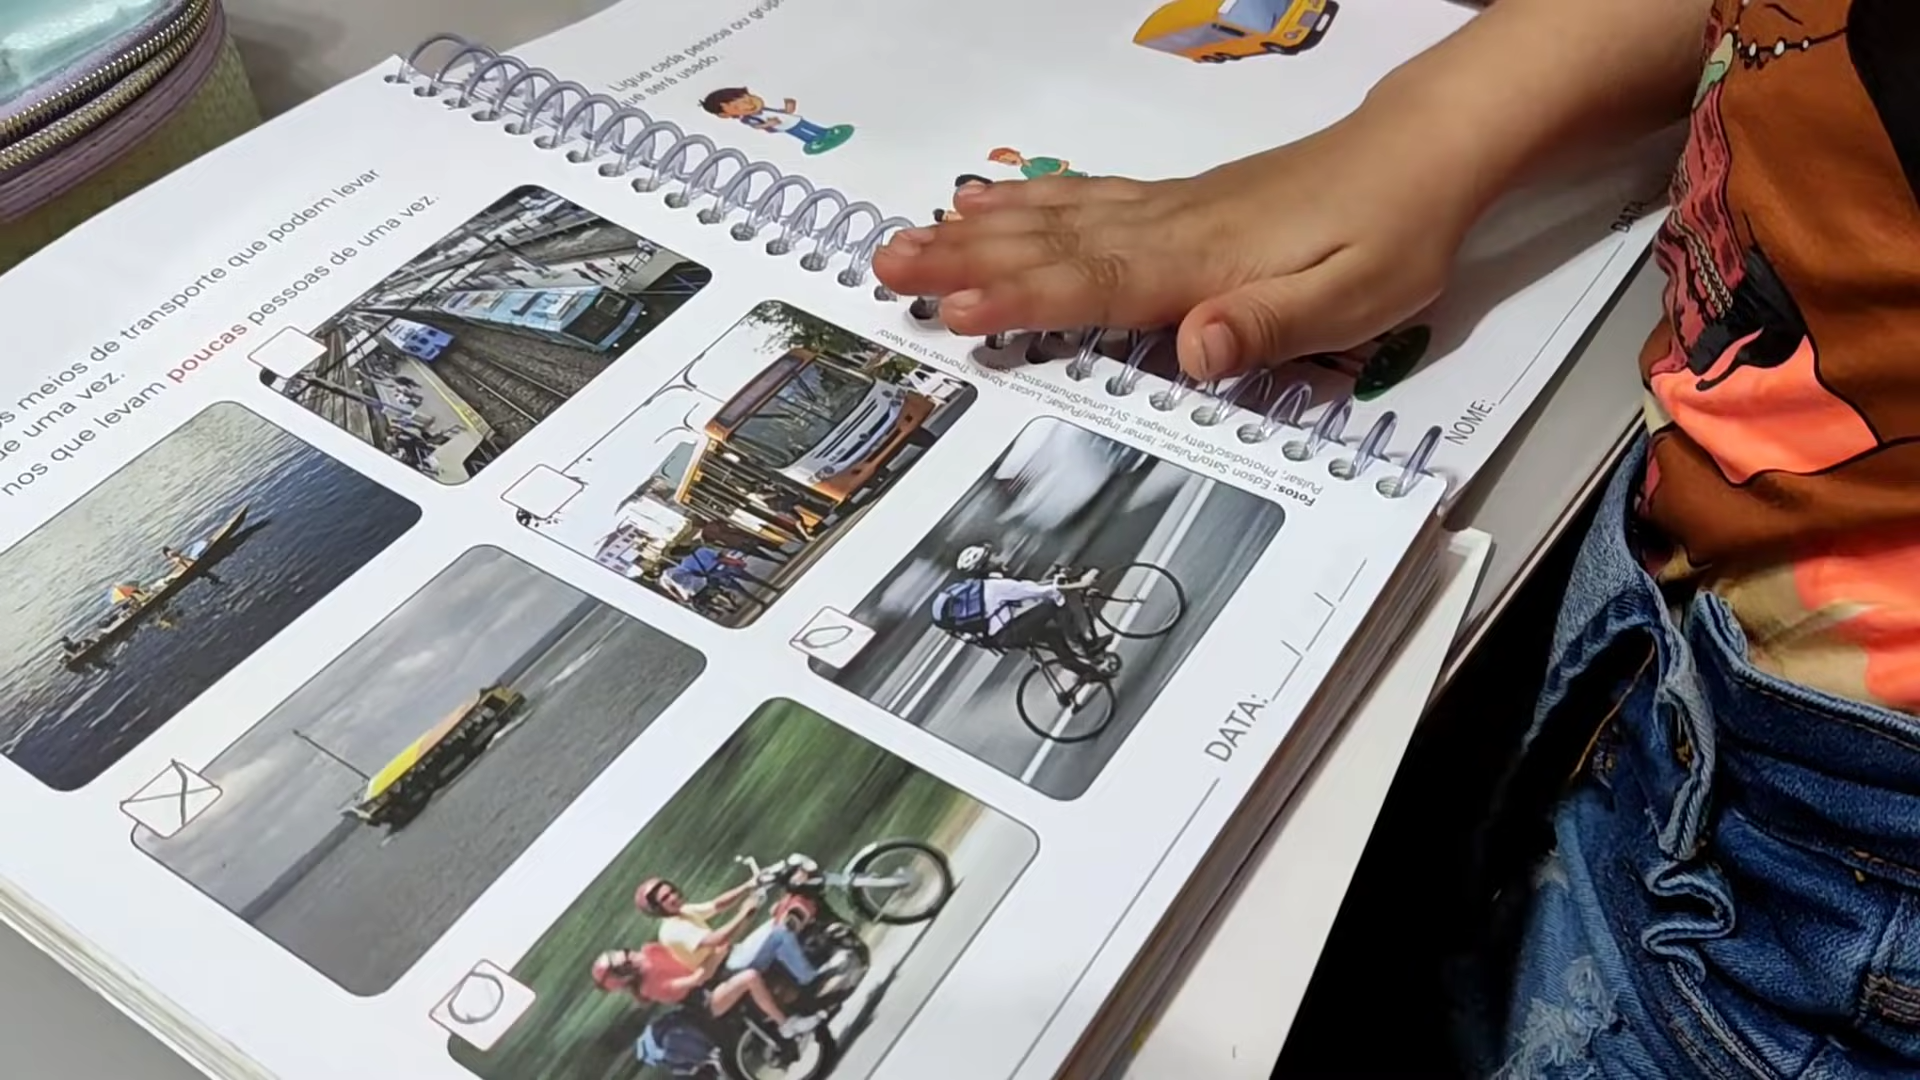 os meios de transporte que podem levar
de uma vez.
nos que levam poucas pessoas de uma vez.
Fotos: Edson Sato/Pulsar; Ismar Ingber/Pulsar; Lucas Abreu; Thomaz Vita Neto/
Pulsar; Photodisc/Getty Images; SVLuma/Shutterstock
DATA: / /
Ligue cada pessoa ou grupo
que será usado.
NOME:
DATA